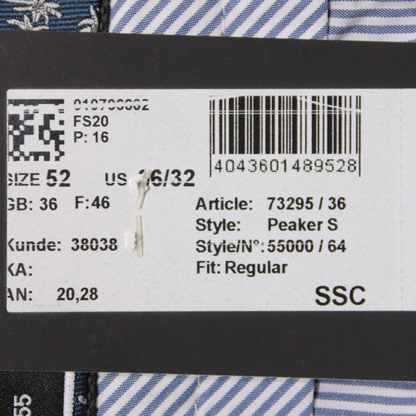 FS20
P: 16
4043601489528
SIZE 52 US 36/32
GB: 36 F:46
Article: 73295 / 36
Style: Peaker S
Kunde: 38038
Style/N°: 55000 / 64
KA:
Fit: Regular
AN: 20,28
SSC
55